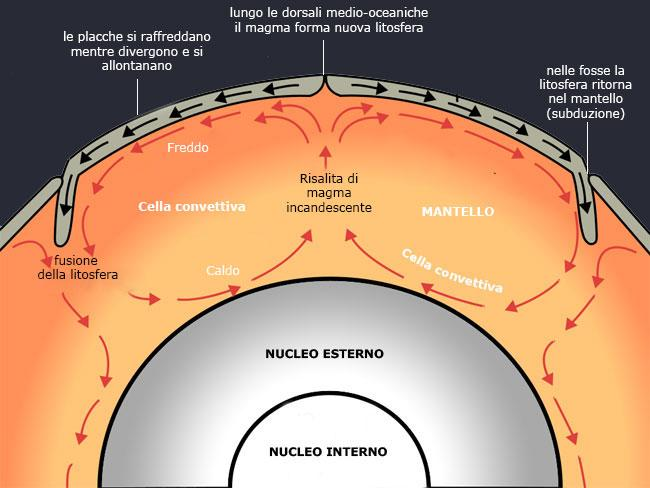 lungo le dorsali medio-oceaniche
il magma forma nuova litosfera
le placche si raffreddano
mentre divergono e si
allontanano
nelle fosse la
litosfera ritorna
nel mantello
(subduzione)
Freddo
Risalita di
magma
incandescente
Cella convettiva
MANTELLO
fusione
della litosfera
Caldo
Cella convettiva
NUCLEO ESTERNO
NUCLEO INTERNO